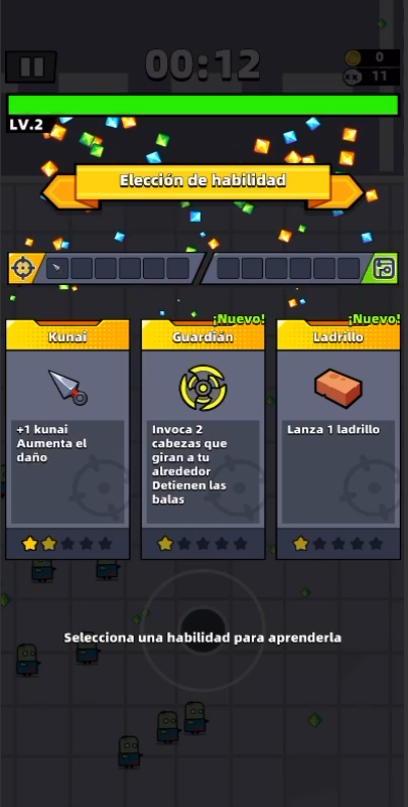 00:12
0
11
LV.2
Elección de habilidad
¡Nuevo!
¡Nuevo!
Kunai
Guardián
Ladrillo
+1 kunai
Aumenta el
daño
Invoca 2
cabezas que
giran a tu
alrededor
Detienen las
balas
Lanza 1 ladrillo
Selecciona una habilidad para aprenderla